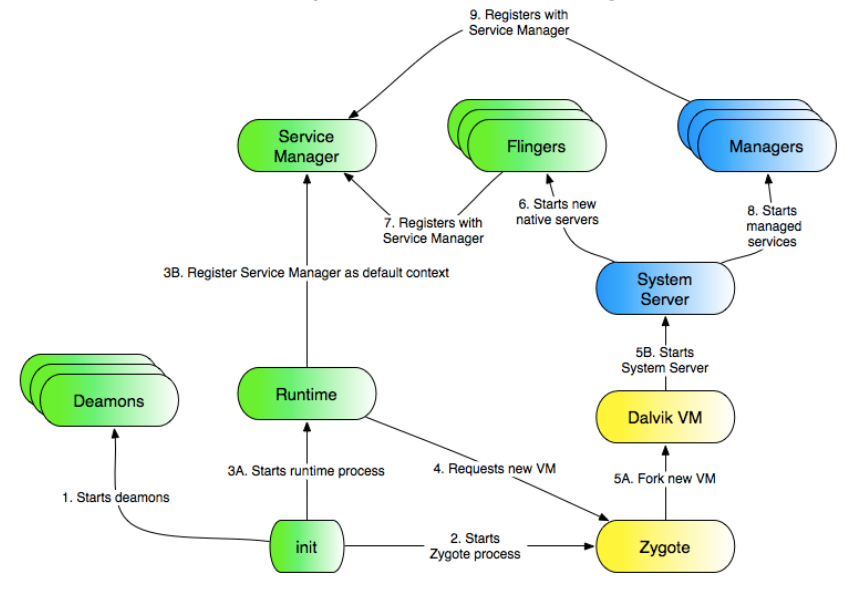 9. Registers with
Service Manager
Service
Manager
Flingers
Managers
6. Starts new
native servers
8. Starts
managed
services
7. Registers with
Service Manager
3B. Register Service Manager as default context
System
Server
5B. Starts
System Server
Deamons
Runtime
Dalvik VM
3A. Starts runtime process
4. Requests new VM
5A. Fork new VM
1. Starts deamons
init
2. Starts
Zygote process
Zygote